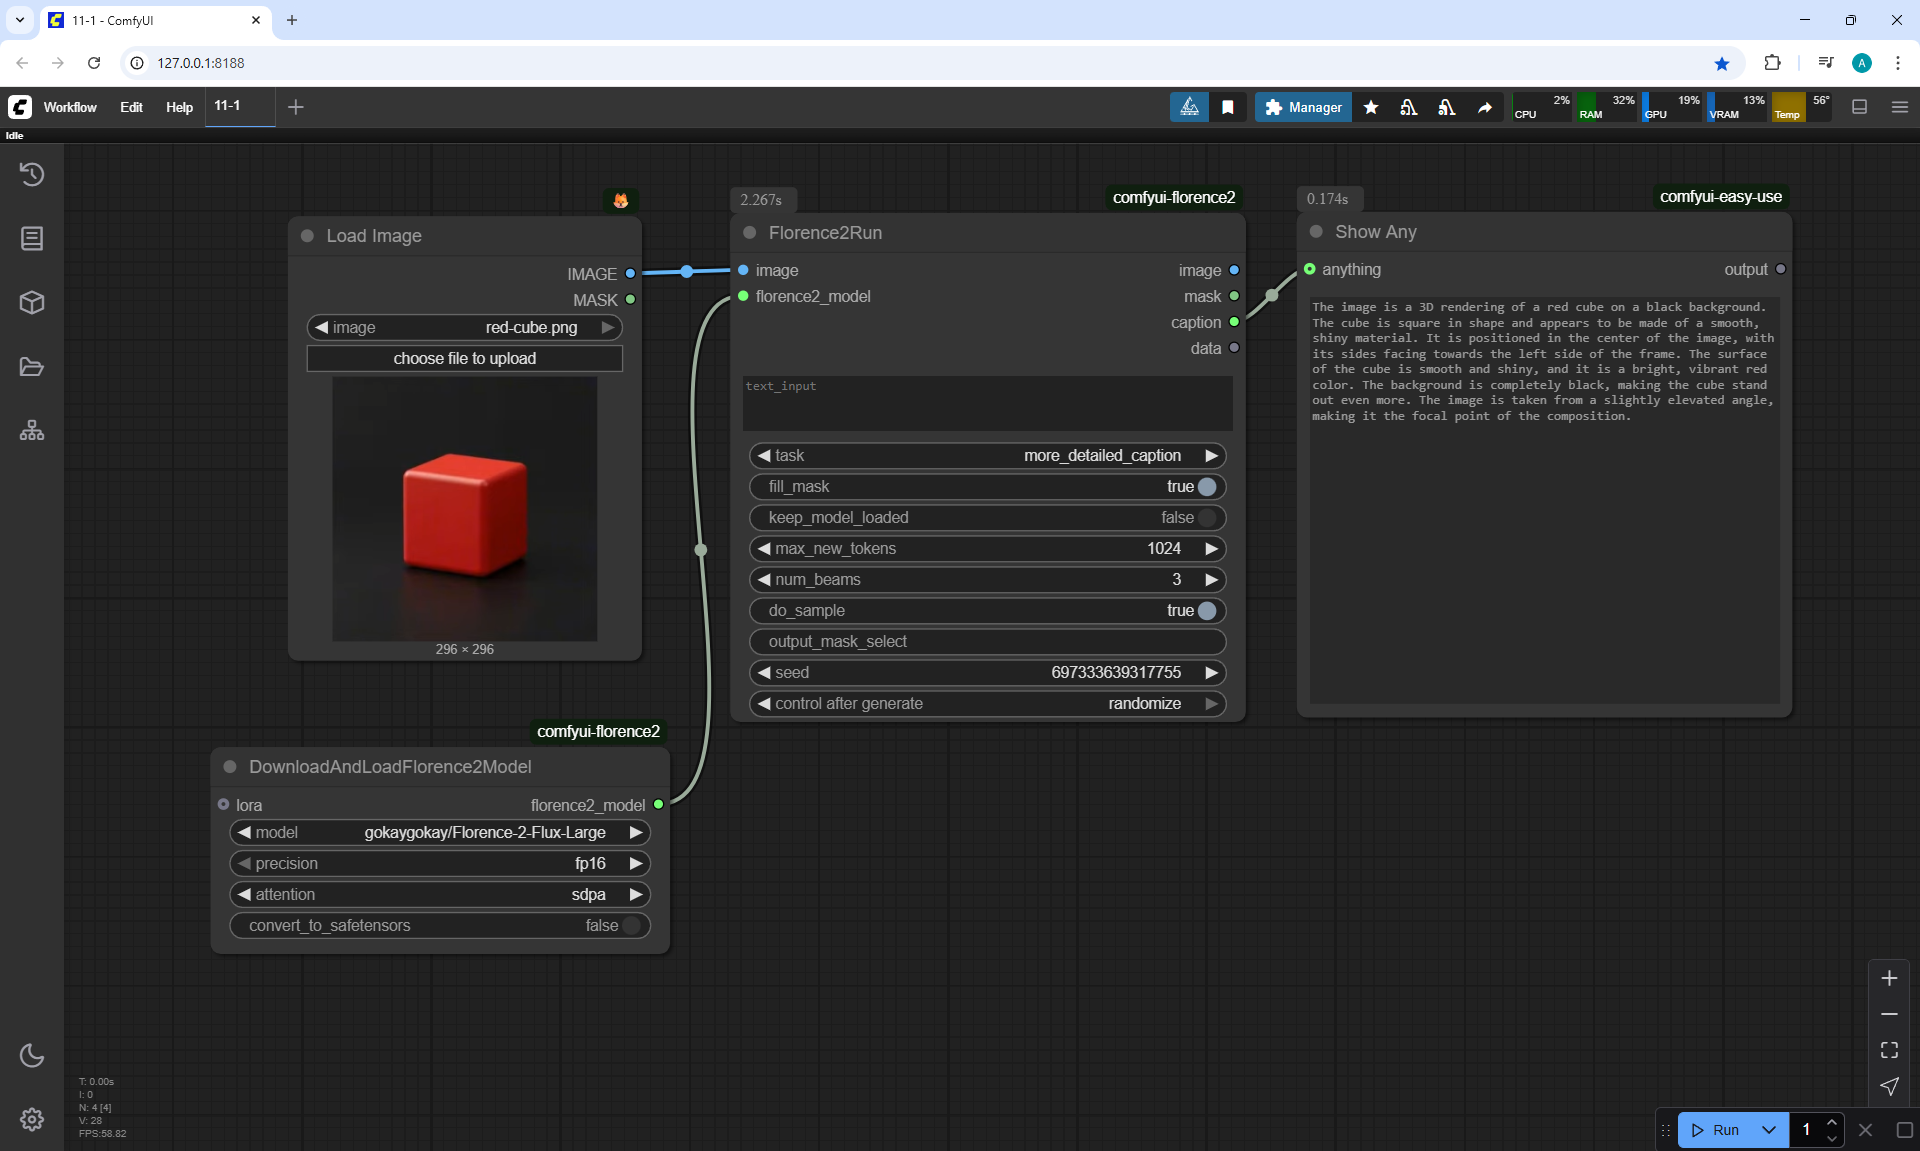 11-1 - ComfyUI
127.0.0.1:8188
Workflow Edit Help 11-1
Manager
CPU 2% RAM 32% GPU 19% VRAM 13% Temp 56°
Idle
Load Image
IMAGE
MASK
image red-cube.png
choose file to upload
296 × 296
comfyui-florence2
DownloadAndLoadFlorence2Model
lora florence2_model
model gokaygokay/Florence-2-Flux-Large
precision fp16
attention sdpa
convert_to_safetensors false
2.267s comfyui-florence2
Florence2Run
image image
florence2_model mask
caption
data
text_input
task more_detailed_caption
fill_mask true
keep_model_loaded false
max_new_tokens 1024
num_beams 3
do_sample true
output_mask_select
seed 697333639317755
control after generate randomize
0.174s comfyui-easy-use
Show Any
anything output
The image is a 3D rendering of a red cube on a black background.
The cube is square in shape and appears to be made of a smooth,
shiny material. It is positioned in the center of the image, with
its sides facing towards the left side of the frame. The surface
of the cube is smooth and shiny, and it is a bright, vibrant red
color. The background is completely black, making the cube stand
out even more. The image is taken from a slightly elevated angle,
making it the focal point of the composition.
T: 0.00s
I: 0
N: 4 [4]
V: 28
FPS:58.82
Run 1
A